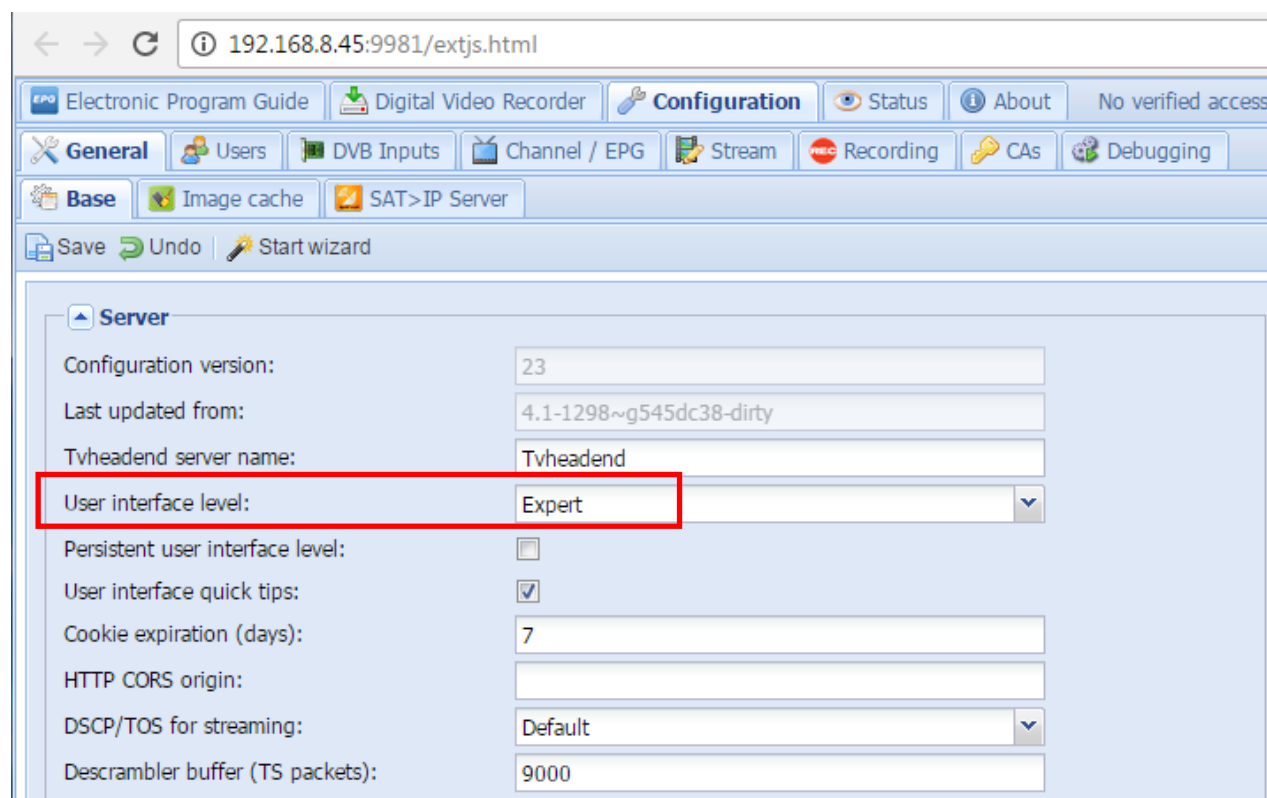 192.168.8.45:9981/extjs.html
EPG Electronic Program Guide Digital Video Recorder Configuration Status About No verified access
General Users DVB Inputs Channel / EPG Stream REC Recording CAs Debugging
Base Image cache SAT>IP Server
Save Undo Start wizard
Server
Configuration version: 23
Last updated from: 4.1-1298~g545dc38-dirty
Tvheadend server name: Tvheadend
User interface level: Expert
Persistent user interface level:
User interface quick tips:
Cookie expiration (days): 7
HTTP CORS origin:
DSCP/TOS for streaming: Default
Descrambler buffer (TS packets): 9000